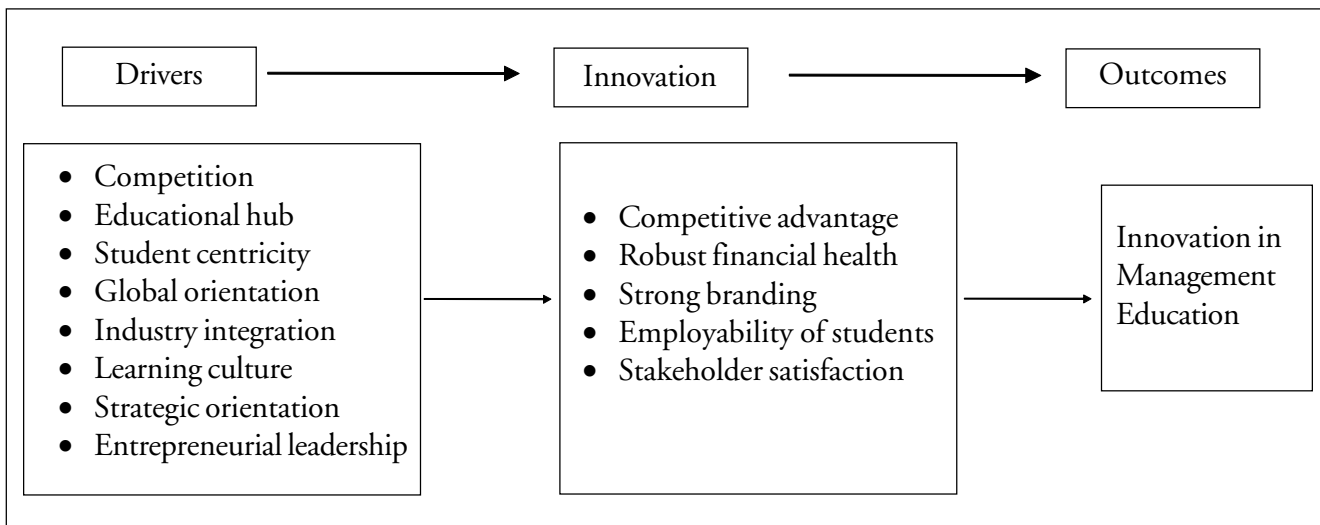 Drivers
Innovation
Outcomes
• Competition
• Educational hub
• Student centricity
• Global orientation
• Industry integration
• Learning culture
• Strategic orientation
• Entrepreneurial leadership
• Competitive advantage
• Robust financial health
• Strong branding
• Employability of students
• Stakeholder satisfaction
Innovation in
Management
Education